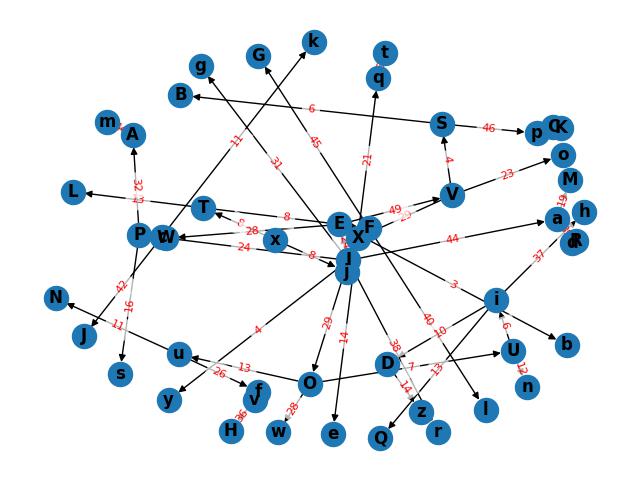 k
t
g
G
q
B
6
S
46
p
K
m
A
11
45
21
o
31
4
23
M
32
V
19
L
13
T
8
49
h
a
E
F
28
P
W
x
X
44
R
24
8
I
j
37
N
42
16
3
i
11
29
14
40
6
J
4
38
10
b
u
13
7
U
s
26
D
13
12
f
O
14
n
y
v
z
l
36
28
H
w
e
Q
r